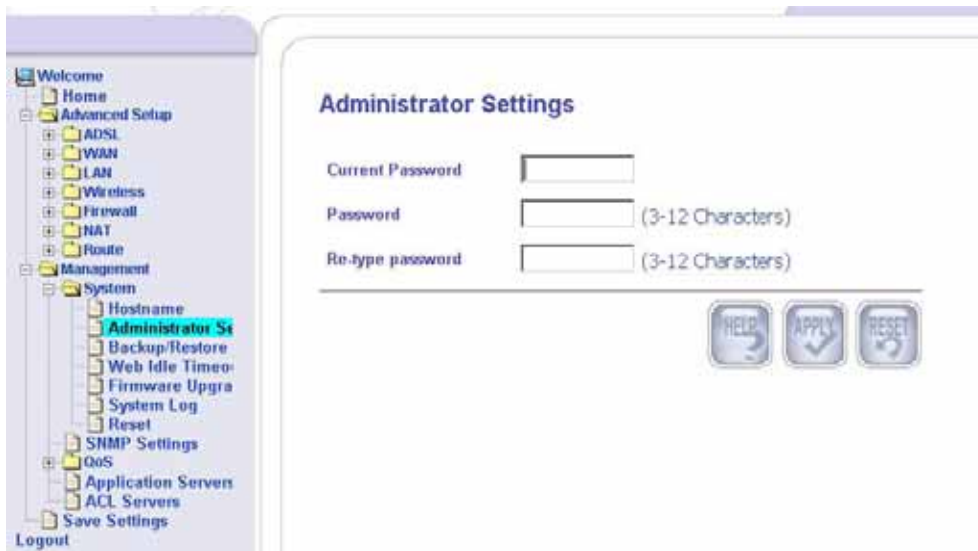 Welcome
Home
Advanced Setup
ADSL
WAN
LAN
Wireless
Firewall
NAT
Route
Management
System
Hostname
Administrator Se
Backup/Restore
Web Idle Timeo
Firmware Upgra
System Log
Reset
SNMP Settings
QoS
Application Servers
ACL Servers
Save Settings
Logout
Administrator Settings
Current Password
Password (3-12 Characters)
Re-type password (3-12 Characters)
HELP APPLY RESET